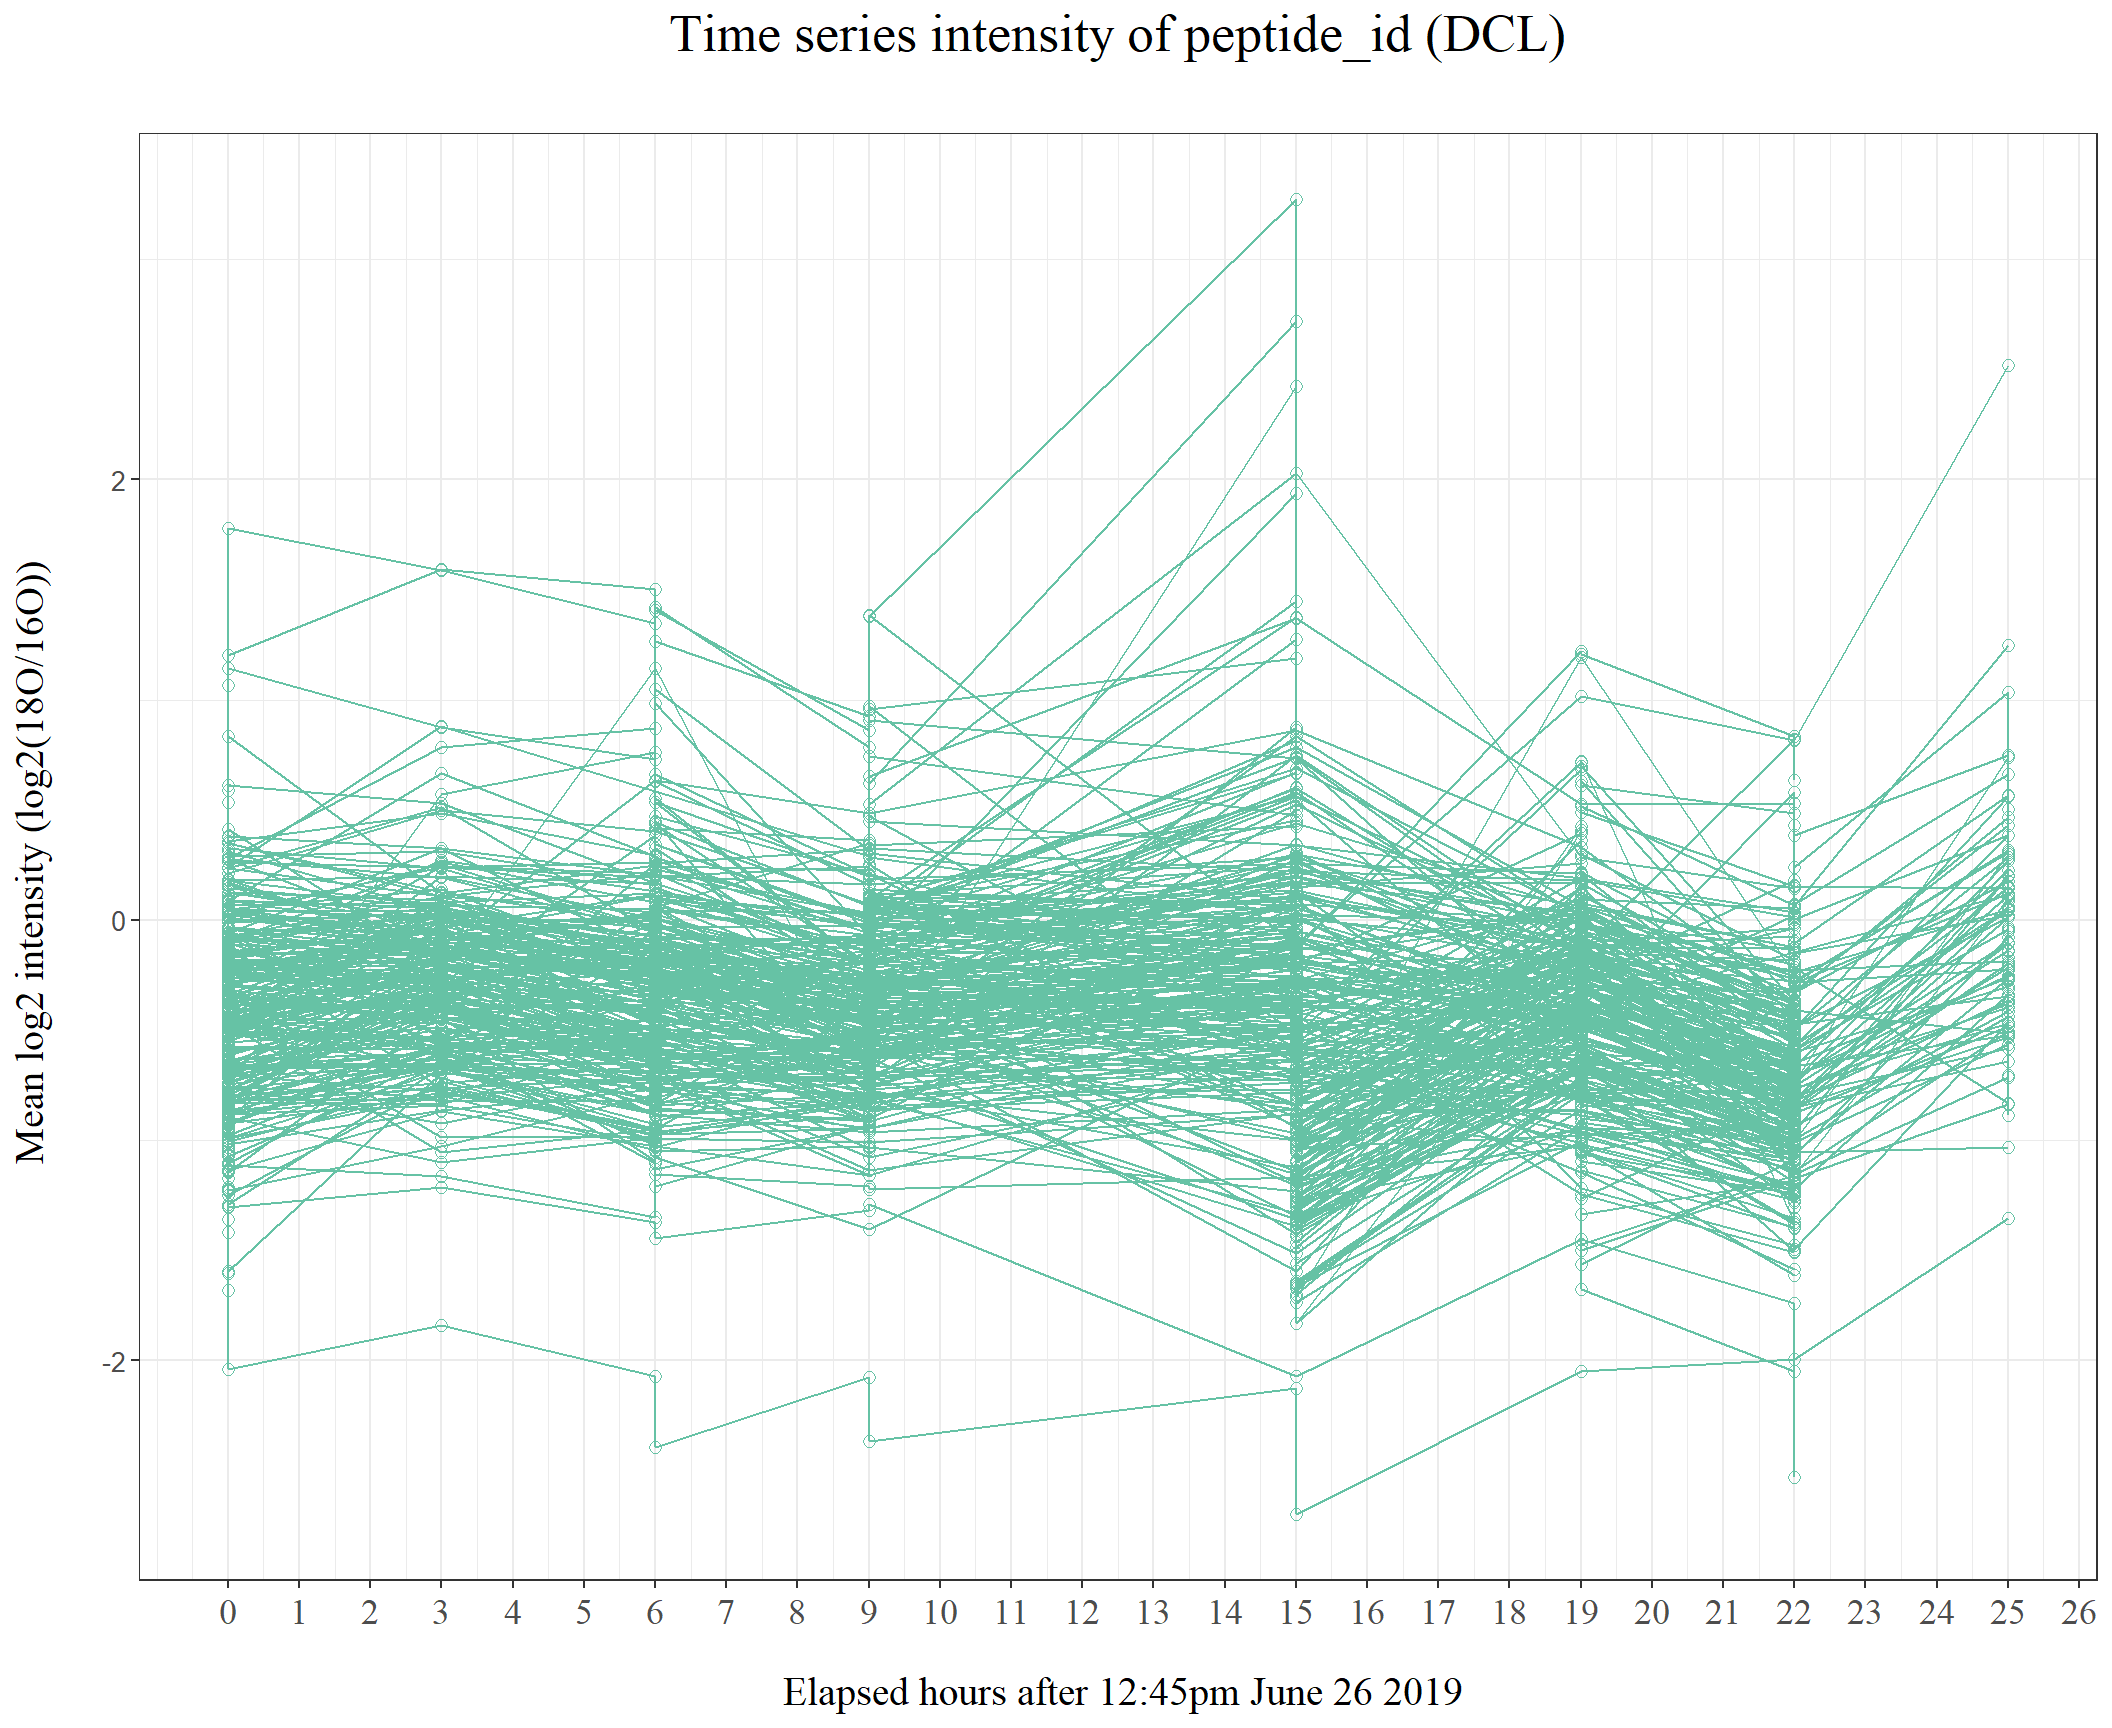 Time series intensity of peptide_id (DCL)
Mean log2 intensity (log2(18O/16O))
2
0
-2
0 1 2 3 4 5 6 7 8 9 10 11 12 13 14 15 16 17 18 19 20 21 22 23 24 25 26
Elapsed hours after 12:45pm June 26 2019